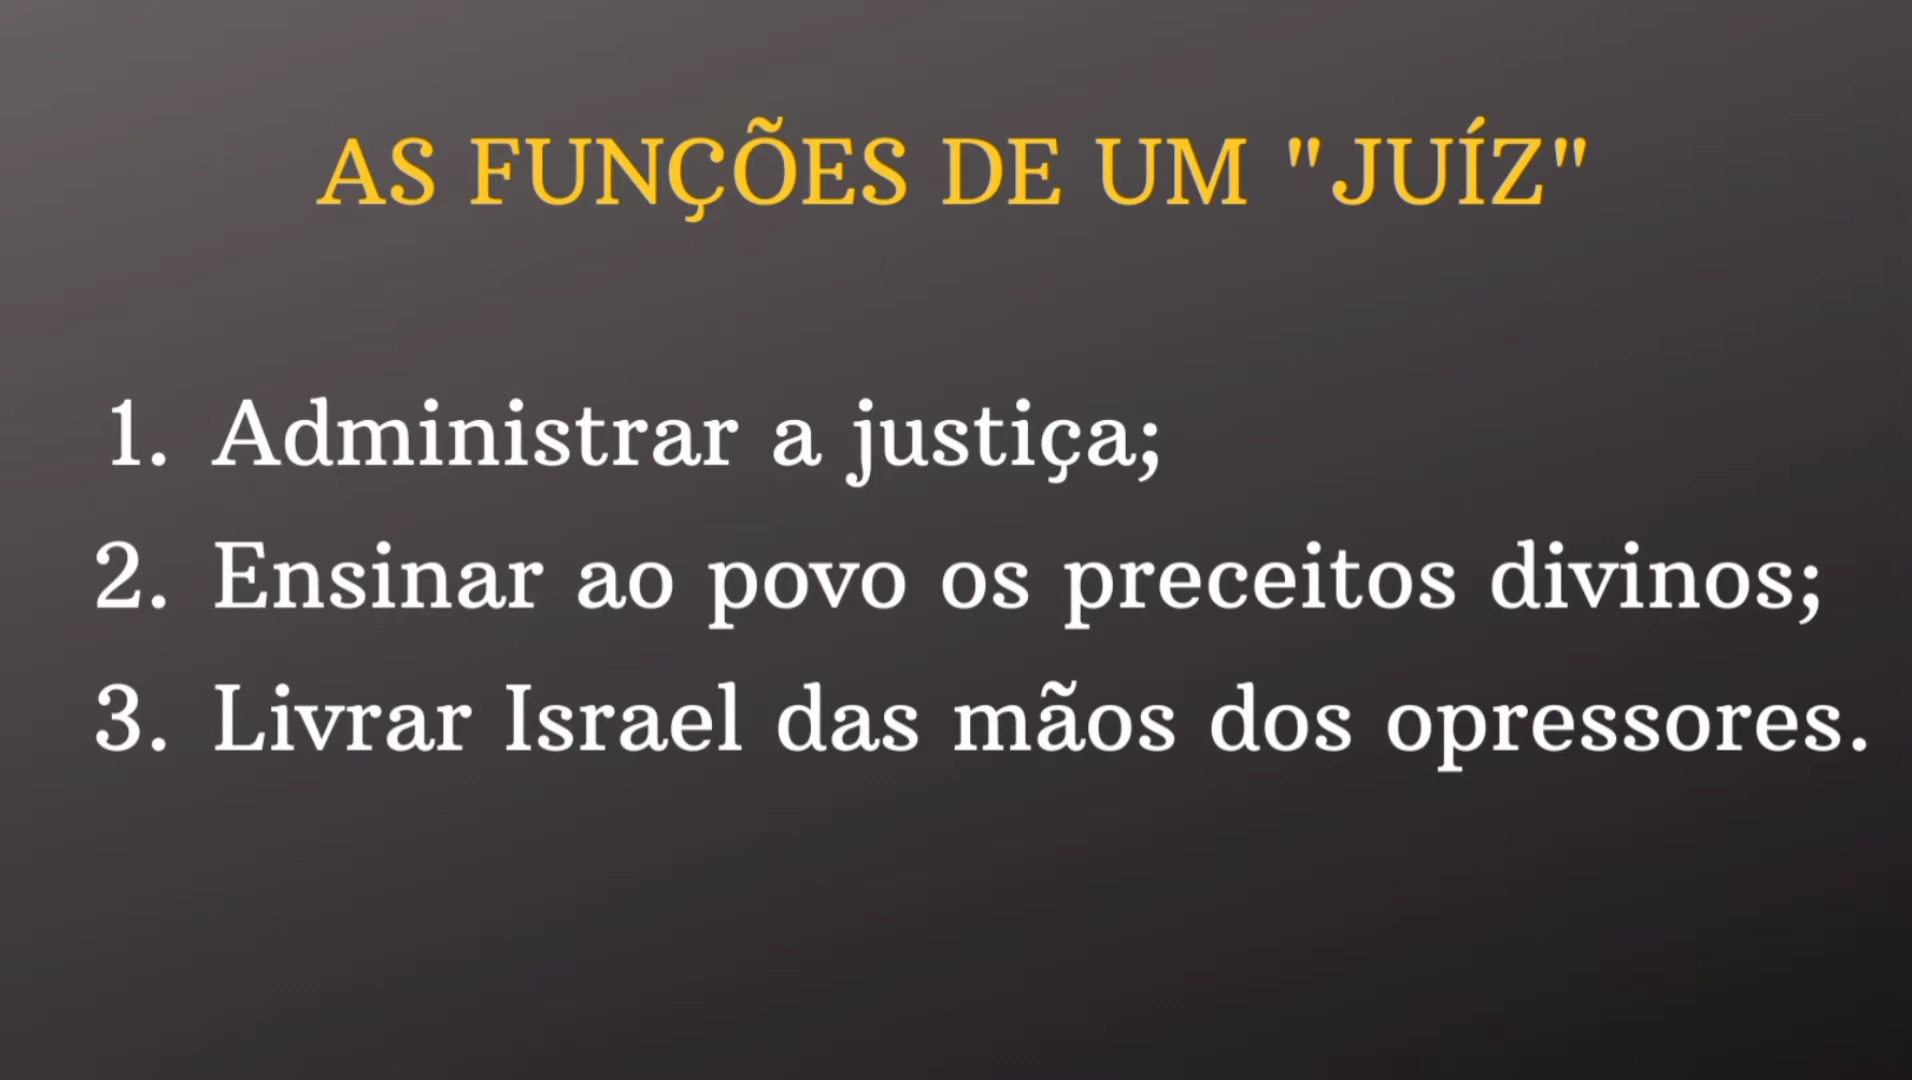 AS FUNÇÕES DE UM "JUÍZ"
1. Administrar a justiça;
2. Ensinar ao povo os preceitos divinos;
3. Livrar Israel das mãos dos opressores.